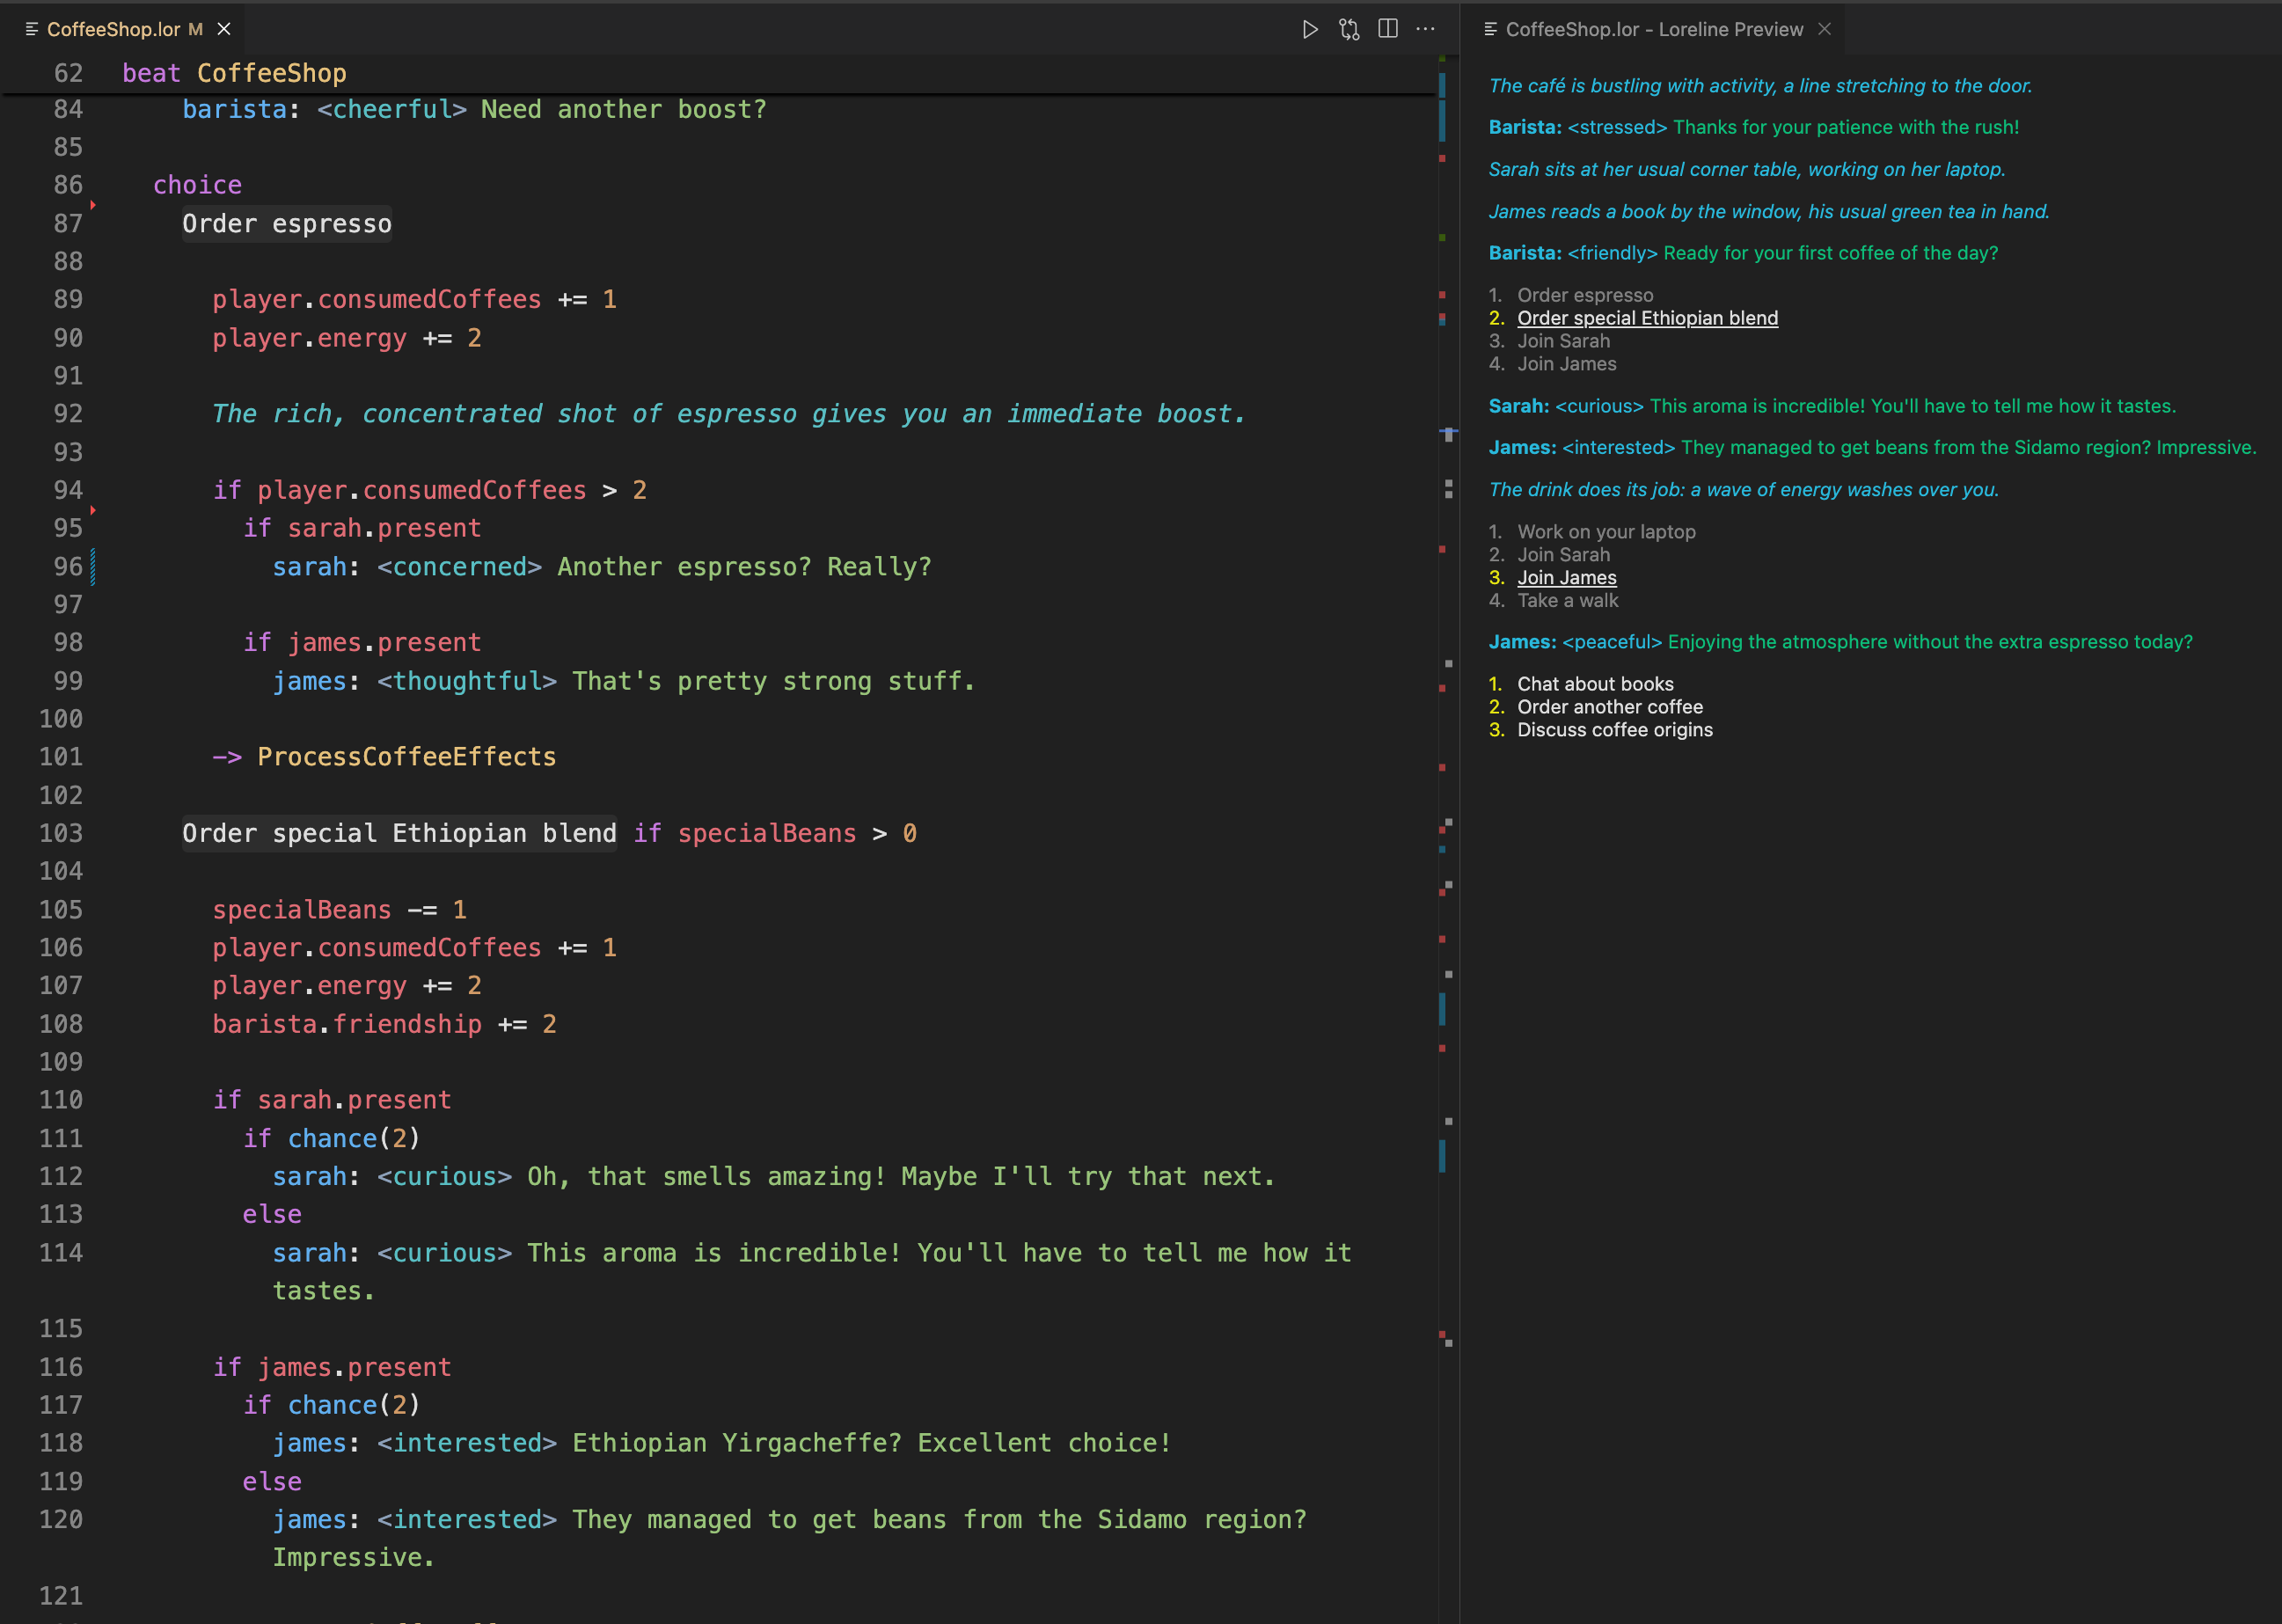 CoffeeShop.lor M
62 beat CoffeeShop
84 barista: <cheerful> Need another boost?
85
86 choice
87 Order espresso
88
89 player.consumedCoffees += 1
90 player.energy += 2
91
92 The rich, concentrated shot of espresso gives you an immediate boost.
93
94 if player.consumedCoffees > 2
95 if sarah.present
96 sarah: <concerned> Another espresso? Really?
97
98 if james.present
99 james: <thoughtful> That's pretty strong stuff.
100
101 -> ProcessCoffeeEffects
102
103 Order special Ethiopian blend if specialBeans > 0
104
105 specialBeans -= 1
106 player.consumedCoffees += 1
107 player.energy += 2
108 barista.friendship += 2
109
110 if sarah.present
111 if chance(2)
112 sarah: <curious> Oh, that smells amazing! Maybe I'll try that next.
113 else
114 sarah: <curious> This aroma is incredible! You'll have to tell me how it
tastes.
115
116 if james.present
117 if chance(2)
118 james: <interested> Ethiopian Yirgacheffe? Excellent choice!
119 else
120 james: <interested> They managed to get beans from the Sidamo region?
Impressive.
121
CoffeeShop.lor - Loreline Preview
The café is bustling with activity, a line stretching to the door.
Barista: <stressed> Thanks for your patience with the rush!
Sarah sits at her usual corner table, working on her laptop.
James reads a book by the window, his usual green tea in hand.
Barista: <friendly> Ready for your first coffee of the day?
1. Order espresso
2. Order special Ethiopian blend
3. Join Sarah
4. Join James
Sarah: <curious> This aroma is incredible! You'll have to tell me how it tastes.
James: <interested> They managed to get beans from the Sidamo region? Impressive.
The drink does its job: a wave of energy washes over you.
1. Work on your laptop
2. Join Sarah
3. Join James
4. Take a walk
James: <peaceful> Enjoying the atmosphere without the extra espresso today?
1. Chat about books
2. Order another coffee
3. Discuss coffee origins